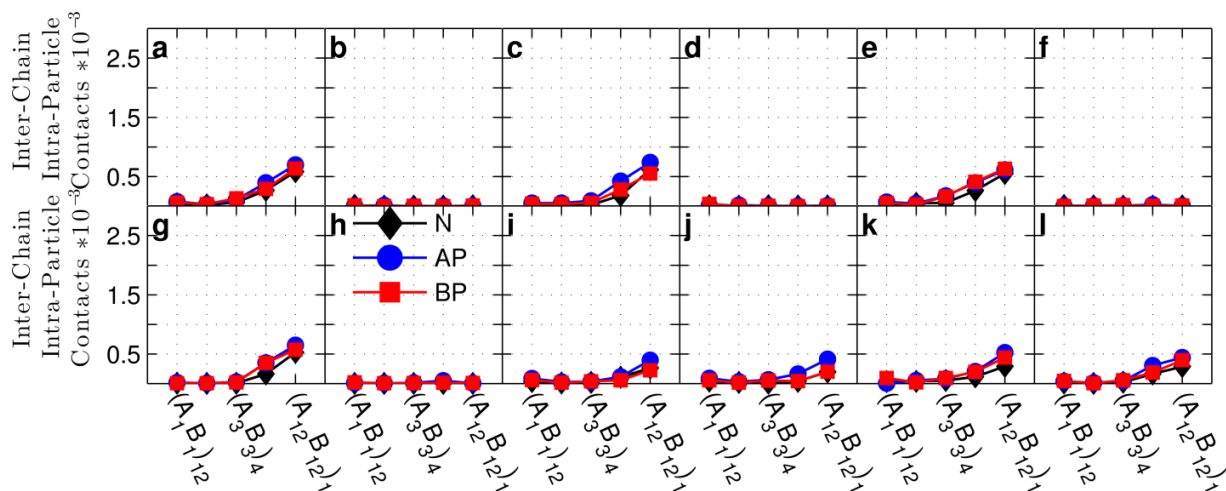 Inter-Chain
Intra-Particle
Contacts *10⁻³
2.5
1.5
0.5
a
b
c
d
e
f
Inter-Chain
Intra-Particle
Contacts *10⁻³
2.5
1.5
0.5
g
h
i
j
k
l
N
AP
BP
(A₁B₁)₁₂
(A₃B₃)₄
(A₁₂B₁₂)₁
(A₁B₁)₁₂
(A₃B₃)₄
(A₁₂B₁₂)₁
(A₁B₁)₁₂
(A₃B₃)₄
(A₁₂B₁₂)₁
(A₁B₁)₁₂
(A₃B₃)₄
(A₁₂B₁₂)₁
(A₁B₁)₁₂
(A₃B₃)₄
(A₁₂B₁₂)₁
(A₁B₁)₁₂
(A₃B₃)₄
(A₁₂B₁₂)₁